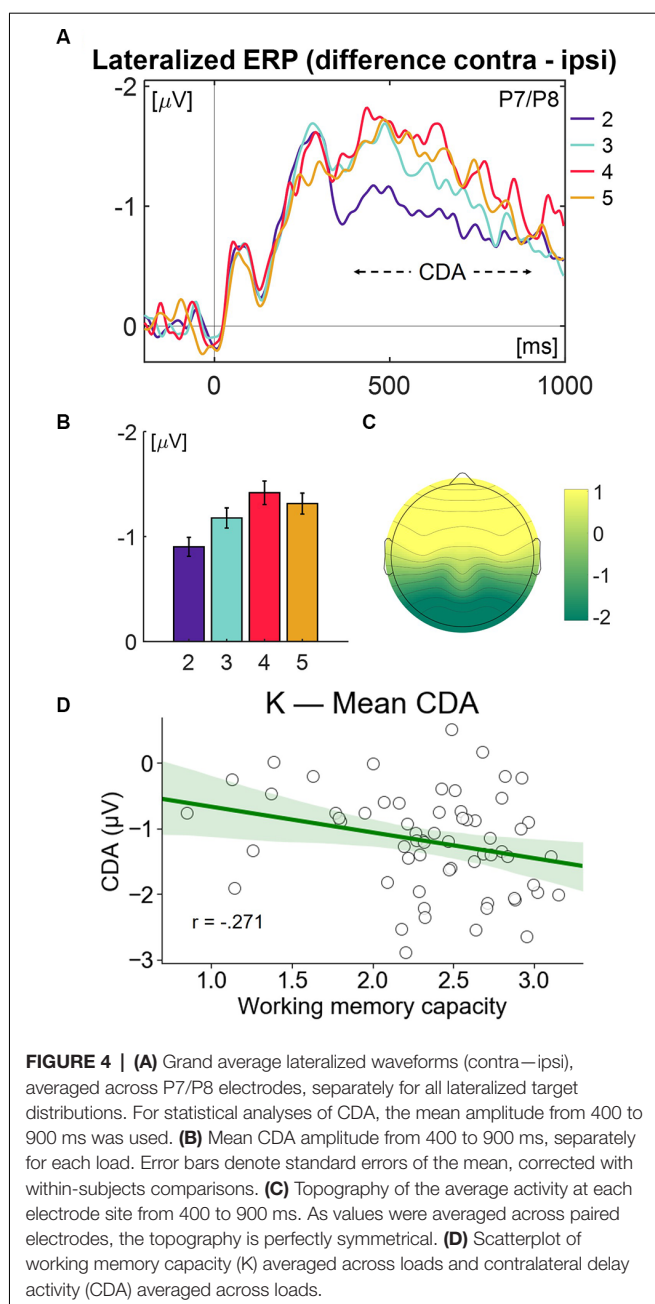 A
Lateralized ERP (difference contra - ipsi)
-2
[μV]
P7/P8
2
3
4
5
-1
CDA
0
[ms]
0
500
1000
B
C
-2
[μV]
-1
0
2
3
4
5
1
0
-1
-2
D
K — Mean CDA
0
−1
−2
−3
CDA (μV)
r = -.271
1.0
1.5
2.0
2.5
3.0
Working memory capacity
FIGURE 4 | (A) Grand average lateralized waveforms (contra—ipsi),
averaged across P7/P8 electrodes, separately for all lateralized target
distributions. For statistical analyses of CDA, the mean amplitude from 400 to
900 ms was used. (B) Mean CDA amplitude from 400 to 900 ms, separately
for each load. Error bars denote standard errors of the mean, corrected with
within-subjects comparisons. (C) Topography of the average activity at each
electrode site from 400 to 900 ms. As values were averaged across paired
electrodes, the topography is perfectly symmetrical. (D) Scatterplot of
working memory capacity (K) averaged across loads and contralateral delay
activity (CDA) averaged across loads.